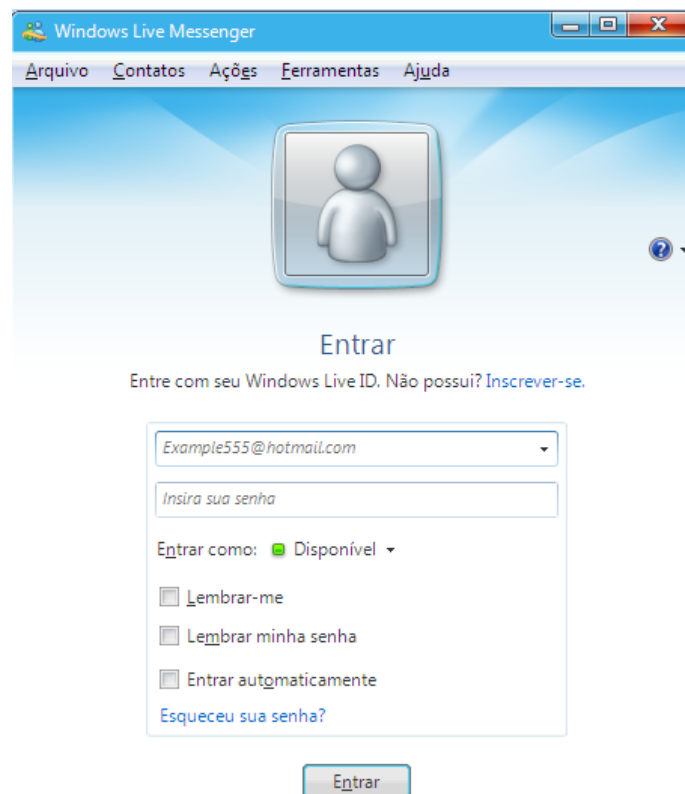 Windows Live Messenger
Arquivo Contatos Ações Ferramentas Ajuda
?
Entrar
Entre com seu Windows Live ID. Não possui? Inscrever-se.
Example555@hotmail.com
Insira sua senha
Entrar como: Disponível
Lembrar-me
Lembrar minha senha
Entrar automaticamente
Esqueceu sua senha?
Entrar